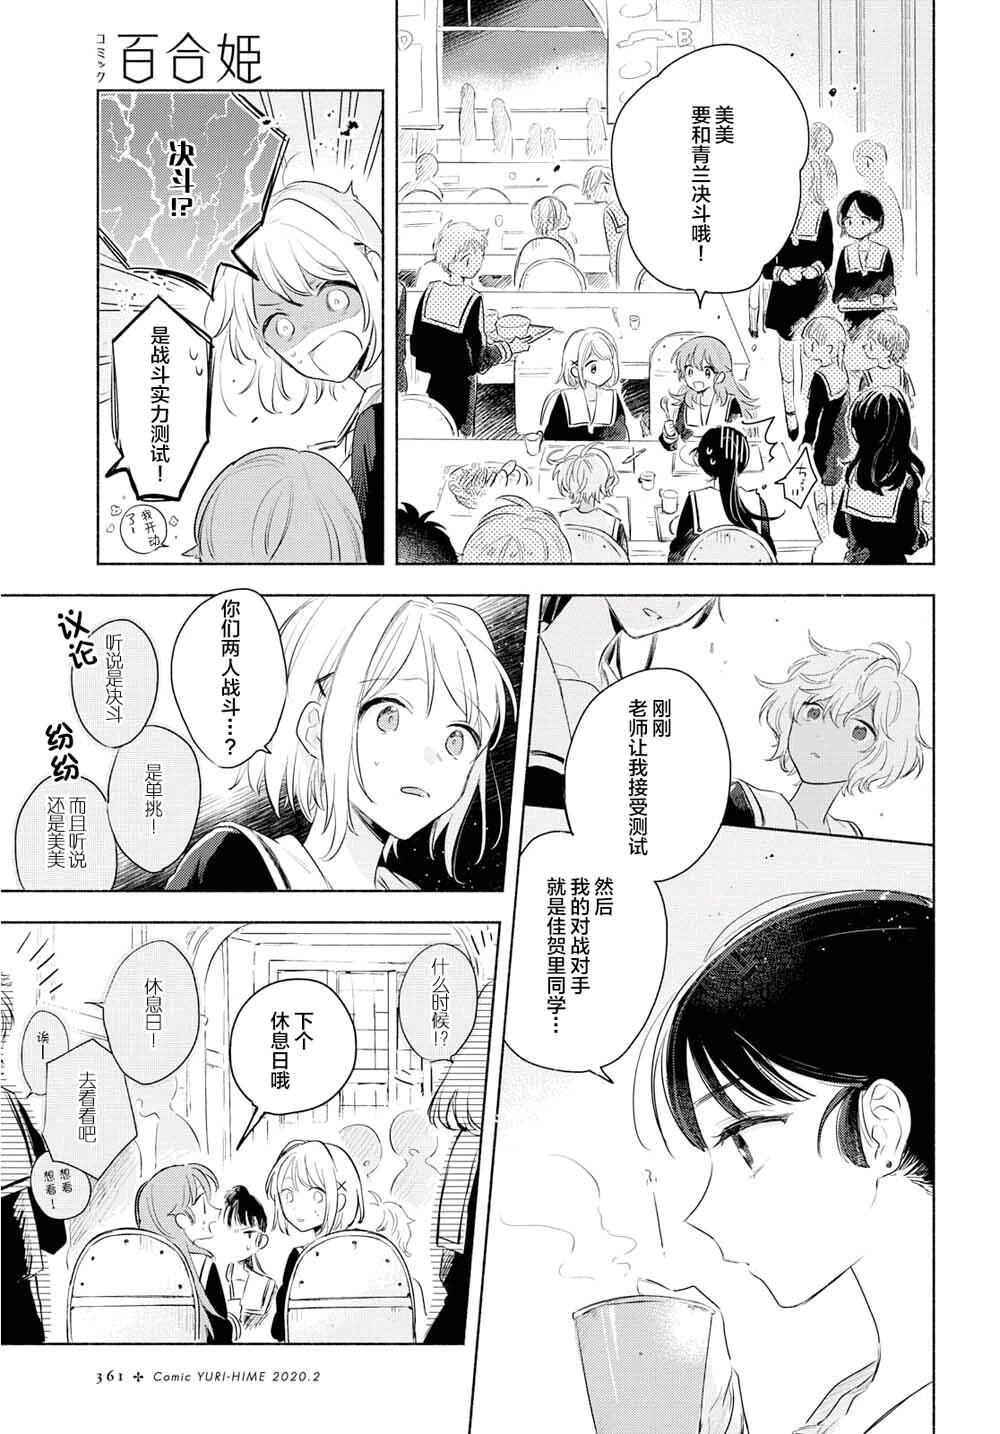 コミック
百合姫
美美
要和青兰决斗哦！
ちょ…
B
决斗!?
是战斗实力测试！
我开动
了ー
刚刚
老师让我接受测试
然后
我的对战对手
就是佳贺里同学…
你们两人战斗…？
议论
纷纷
听说是决斗
是单挑！
而且听说
还是美美
什么时候!?
下个
休息日哦
休息日！
诶ー
去看看吧
想看
想看！
361 ✢ Comic YURI-HIME 2020.2